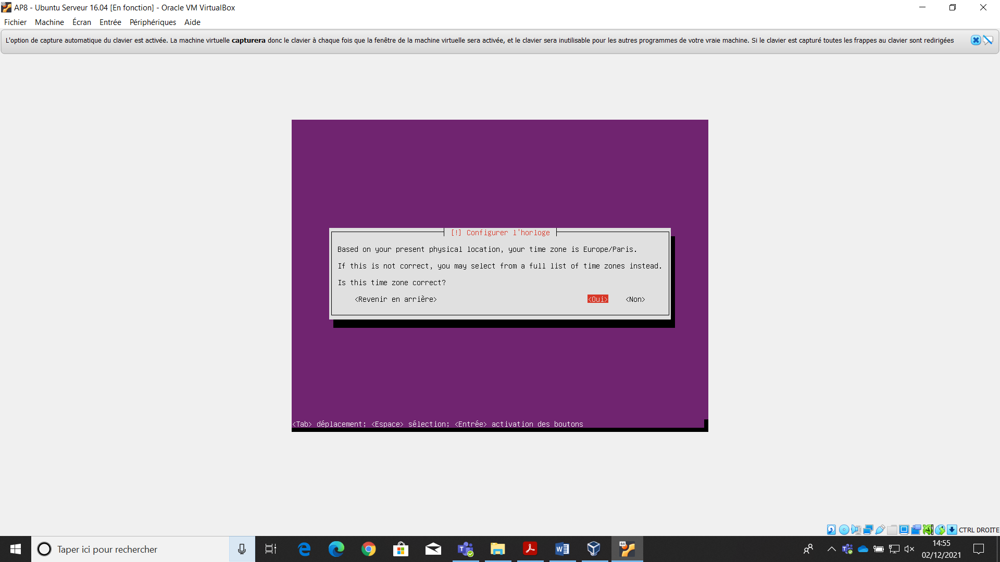 AP8 - Ubuntu Serveur 16.04 [En fonction] - Oracle VM VirtualBox
Fichier Machine Écran Entrée Périphériques Aide
L'option de capture automatique du clavier est activée. La machine virtuelle capturera donc le clavier à chaque fois que la fenêtre de la machine virtuelle sera activée, et le clavier sera inutilisable pour les autres programmes de votre vraie machine. Si le clavier est capturé toutes les frappes au clavier sont redirigées
[!] Configurer l'horloge
Based on your present physical location, your time zone is Europe/Paris.
If this is not correct, you may select from a full list of time zones instead.
Is this time zone correct?
<Revenir en arrière> <Oui> <Non>
<Tab> déplacement; <Espace> sélection; <Entrée> activation des boutons
CTRL DROITE
Taper ici pour rechercher
14:55
02/12/2021